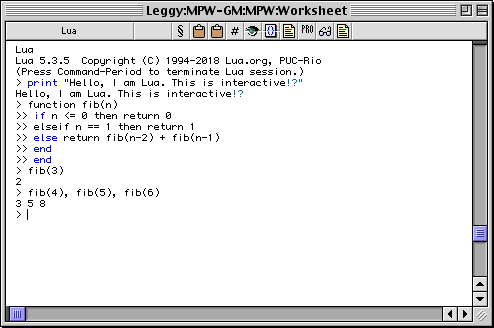 Leggy:MPW-GM:MPW:Worksheet
Lua § # PRO
Lua
Lua 5.3.5 Copyright (C) 1994-2018 Lua.org, PUC-Rio
(Press Command-Period to terminate Lua session.)
> print "Hello, I am Lua. This is interactive!?"
Hello, I am Lua. This is interactive!?
> function fib(n)
>> if n <= 0 then return 0
>> elseif n == 1 then return 1
>> else return fib(n-2) + fib(n-1)
>> end
>> end
> fib(3)
2
> fib(4), fib(5), fib(6)
3 5 8
>